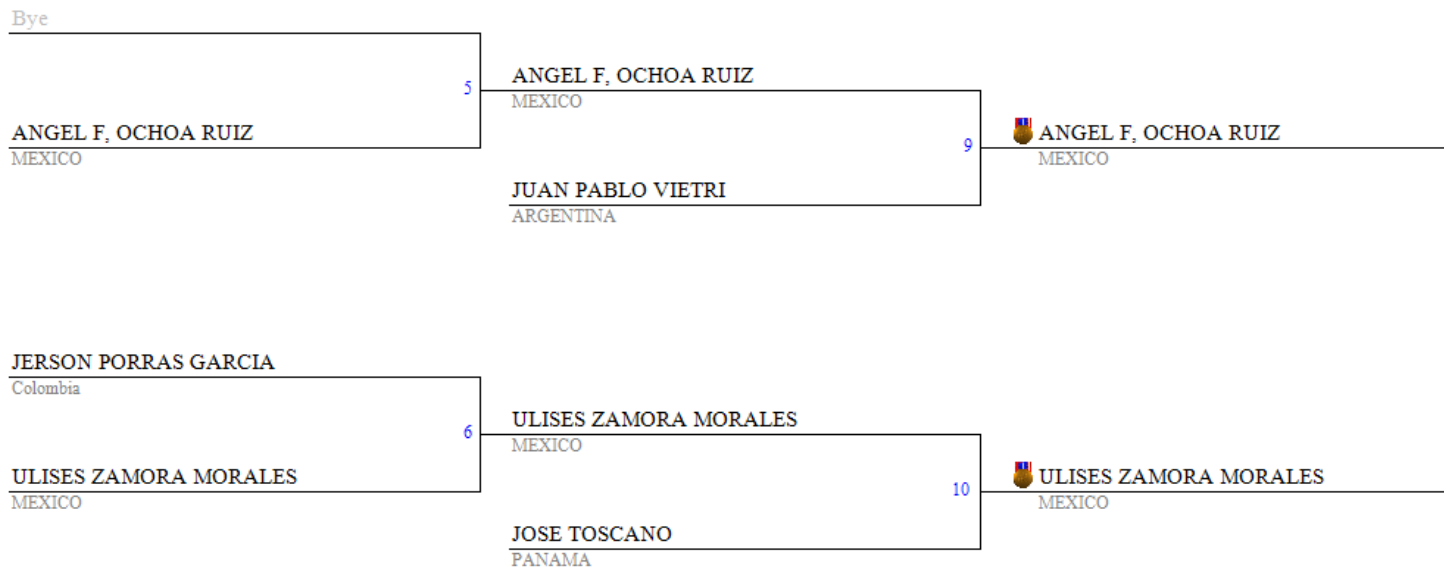 Bye
5
ANGEL F, OCHOA RUIZ
MEXICO
ANGEL F, OCHOA RUIZ
MEXICO
9
ANGEL F, OCHOA RUIZ
MEXICO
JUAN PABLO VIETRI
ARGENTINA
JERSON PORRAS GARCIA
Colombia
6
ULISES ZAMORA MORALES
MEXICO
ULISES ZAMORA MORALES
MEXICO
10
ULISES ZAMORA MORALES
MEXICO
JOSE TOSCANO
PANAMA